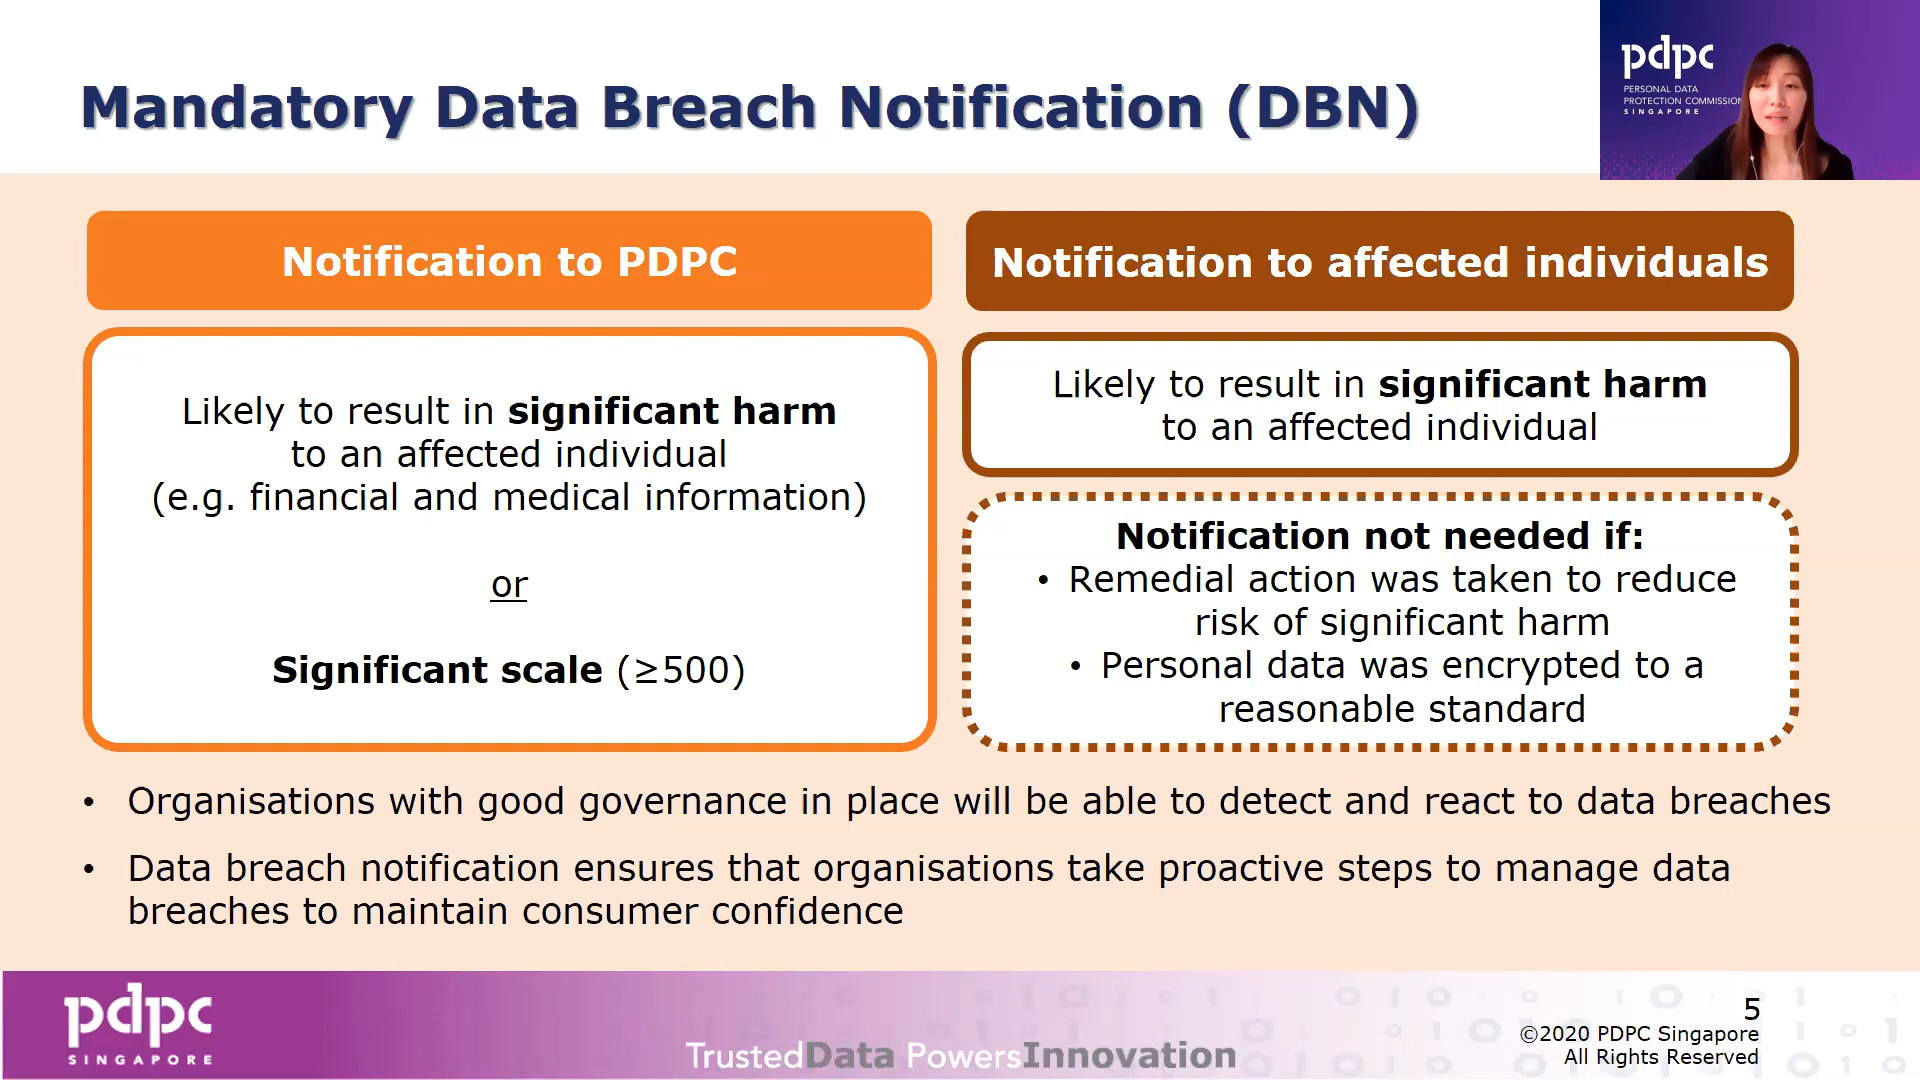 Mandatory Data Breach Notification (DBN)
pdpc
PERSONAL DATA
PROTECTION COMMISSION
SINGAPORE
Notification to PDPC
Likely to result in significant harm
to an affected individual
(e.g. financial and medical information)
or
Significant scale (≥500)
Notification to affected individuals
Likely to result in significant harm
to an affected individual
Notification not needed if:
• Remedial action was taken to reduce
risk of significant harm
• Personal data was encrypted to a
reasonable standard
• Organisations with good governance in place will be able to detect and react to data breaches
• Data breach notification ensures that organisations take proactive steps to manage data
breaches to maintain consumer confidence
pdpc
SINGAPORE
TrustedData PowersInnovation
5
©2020 PDPC Singapore
All Rights Reserved